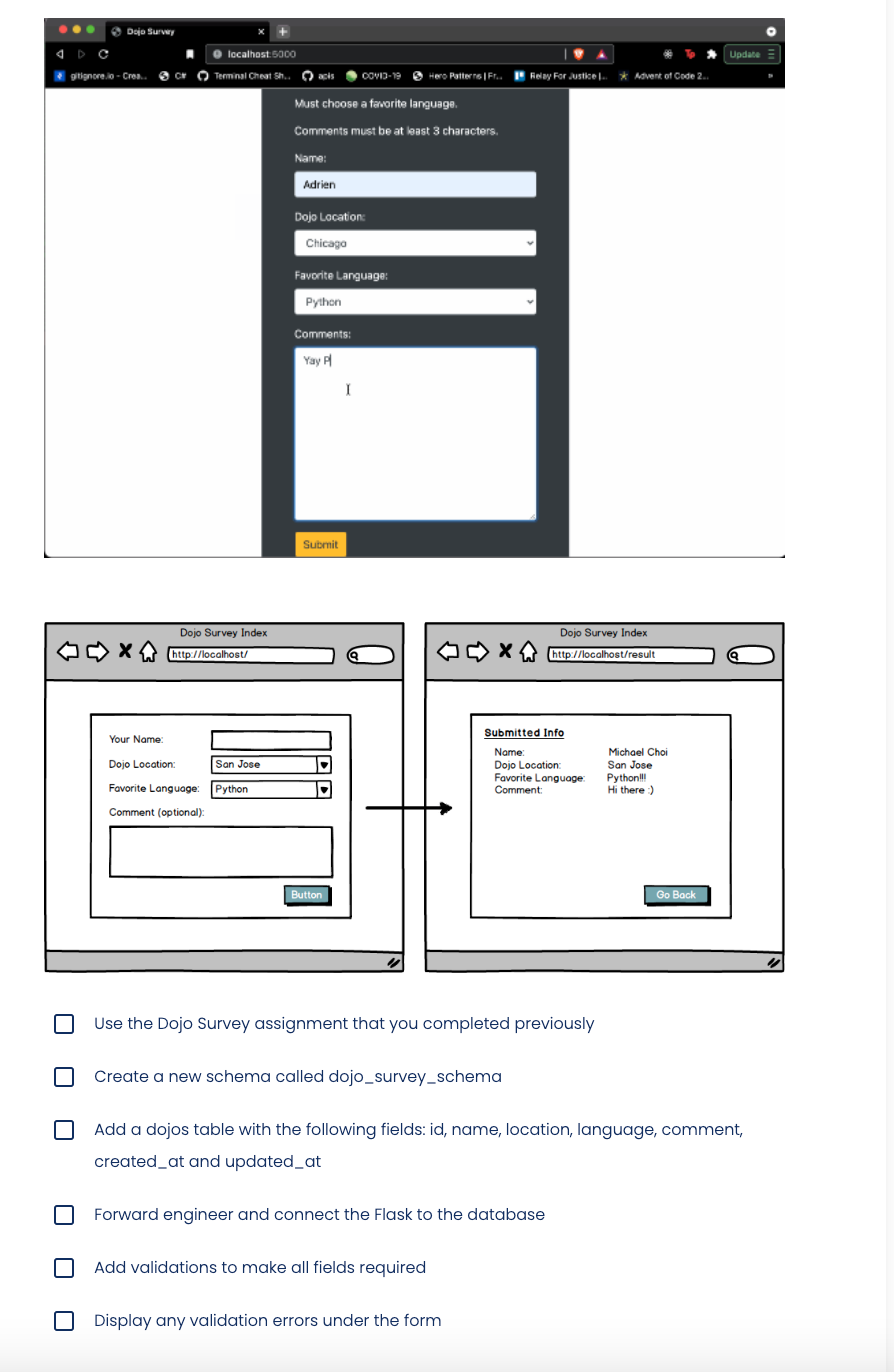 Dojo Survey
localhost:5000
Update
gitignore.io - Crea... C# Terminal Cheat Sh... apis COVID-19 Hero Patterns | Fr... Relay For Justice |... Advent of Code 2... »
Must choose a favorite language.
Comments must be at least 3 characters.
Name:
Adrien
Dojo Location:
Chicago
Favorite Language:
Python
Comments:
Yay P
Submit
Dojo Survey Index
http://localhost/
Your Name:
Dojo Location: San Jose
Favorite Language: Python
Comment (optional):
Button
Dojo Survey Index
http://localhost/result
Submitted Info
Name: Michael Choi
Dojo Location: San Jose
Favorite Language: Python!!!
Comment: Hi there :)
Go Back
Use the Dojo Survey assignment that you completed previously
Create a new schema called dojo_survey_schema
Add a dojos table with the following fields: id, name, location, language, comment,
created_at and updated_at
Forward engineer and connect the Flask to the database
Add validations to make all fields required
Display any validation errors under the form